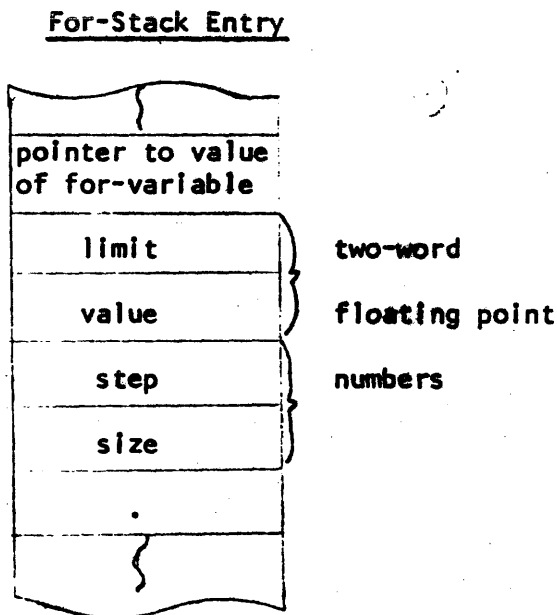 For-Stack Entry
pointer to value
of for-variable
limit two-word
value floating point
step numbers
size
.